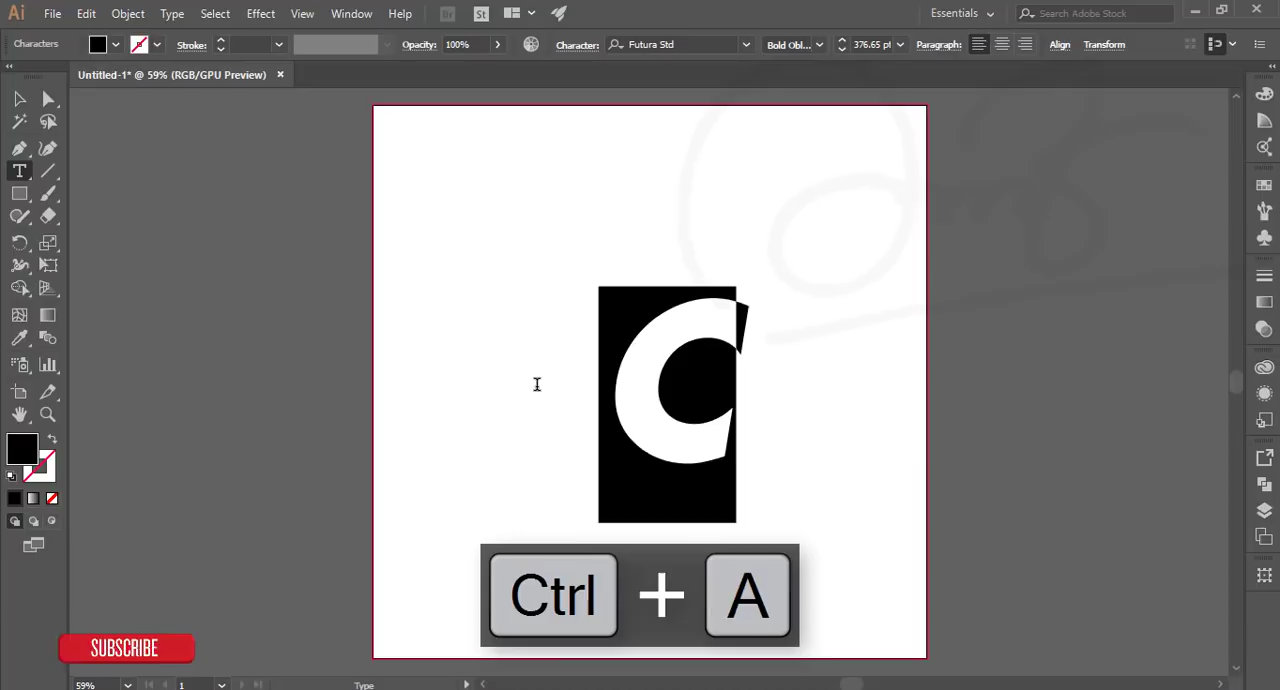 Ai File Edit Object Type Select Effect View Window Help Br St Essentials Search Adobe Stock
Characters Stroke: Opacity: 100% Character: Futura Std Bold Obl... 376.65 pt Paragraph: Align Transform
Untitled-1* @ 59% (RGB/GPU Preview)
T
C
Ctrl + A
SUBSCRIBE
59% 1 Type